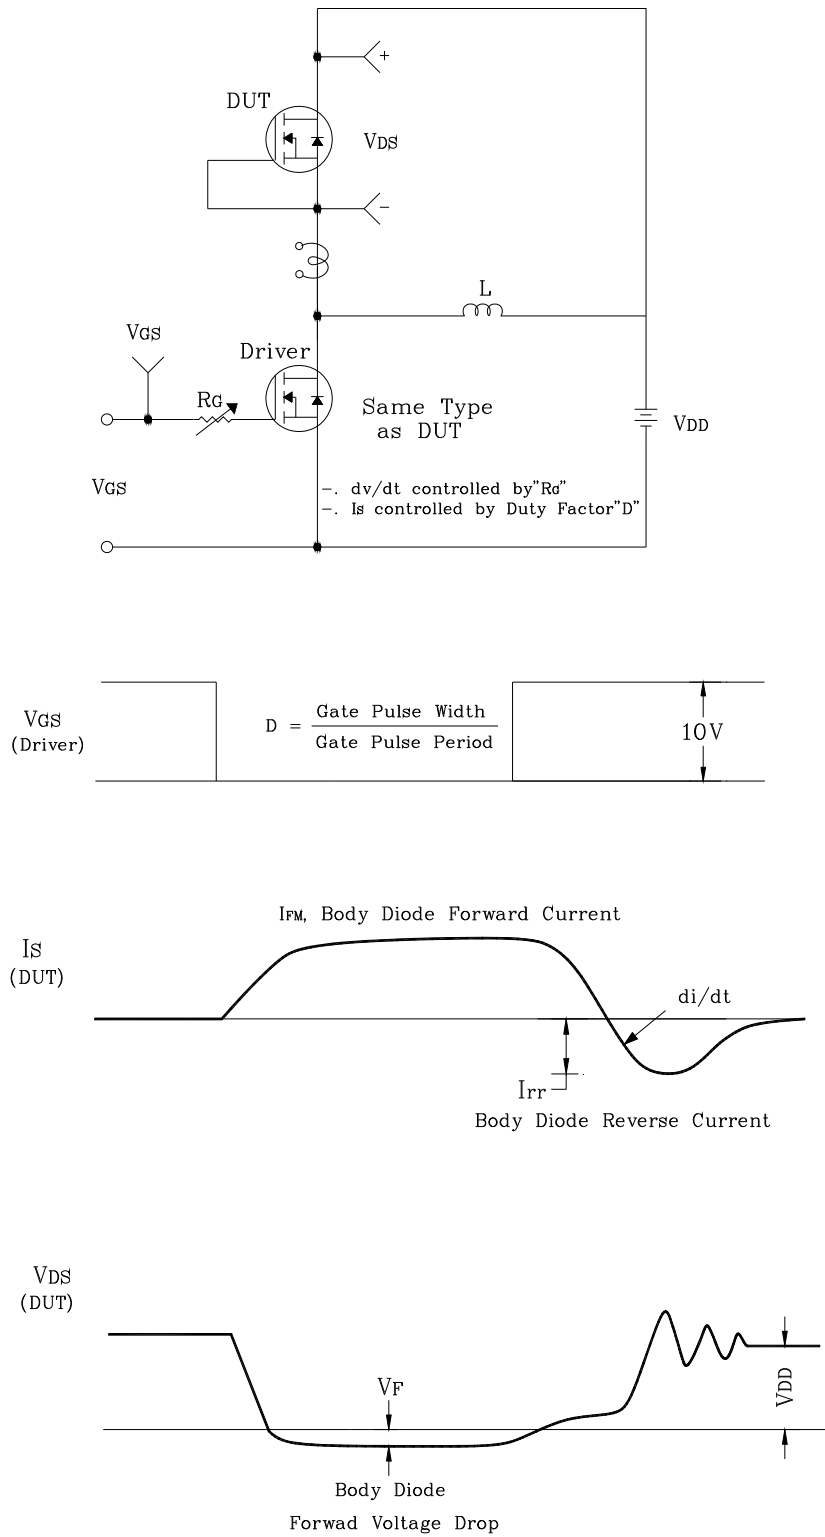 +
DUT
VDS
−
L
VGS
Driver
RG
Same Type
as DUT
VDD
VGS
−. dv/dt controlled by"RG"
−. Is controlled by Duty Factor"D"
VGS
(Driver)
D = Gate Pulse Width
Gate Pulse Period
10V
IFM, Body Diode Forward Current
IS
(DUT)
di/dt
Irr
Body Diode Reverse Current
VDS
(DUT)
VF
VDD
Body Diode
Forwad Voltage Drop